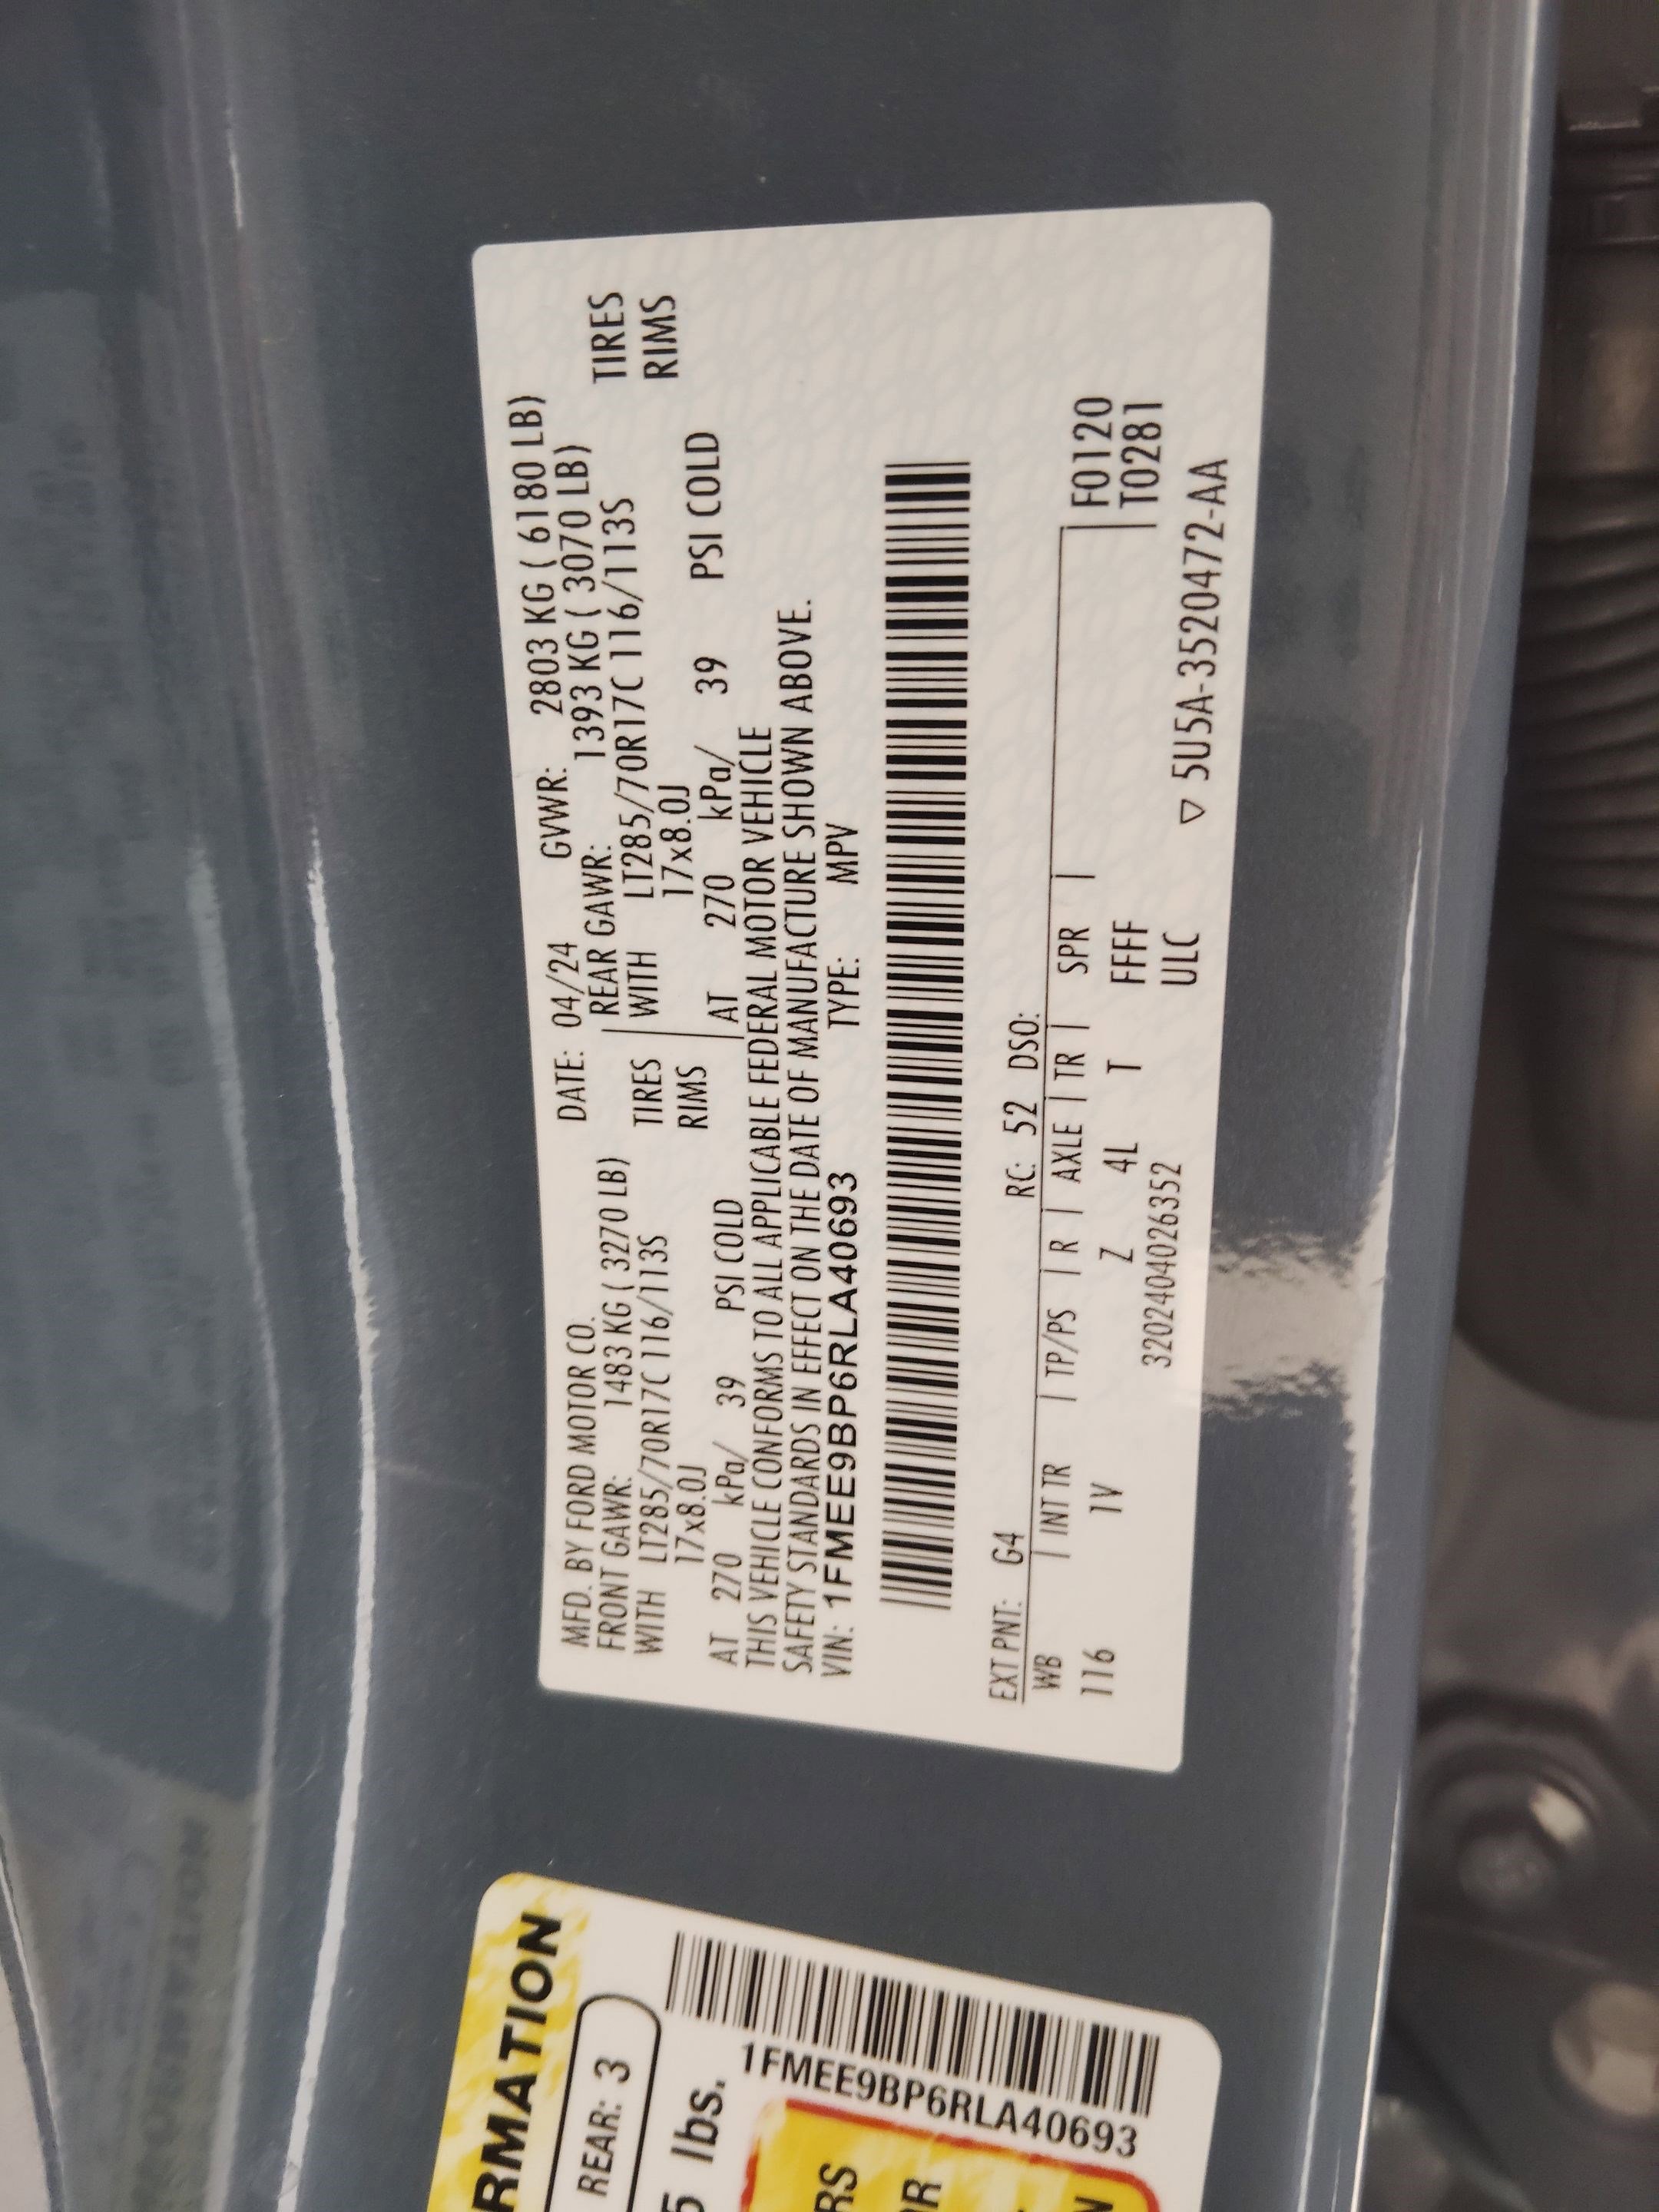 MFD. BY FORD MOTOR CO. DATE: 04/24 GVWR: 2803 KG ( 6180 LB)
FRONT GAWR: 1483 KG ( 3270 LB) REAR GAWR: 1393 KG ( 3070 LB)
WITH LT285/70R17C 116/113S TIRES WITH LT285/70R17C 116/113S TIRES
17x8.0J RIMS 17x8.0J RIMS
AT 270 kPa/ 39 PSI COLD AT 270 kPa/ 39 PSI COLD
THIS VEHICLE CONFORMS TO ALL APPLICABLE FEDERAL MOTOR VEHICLE
SAFETY STANDARDS IN EFFECT ON THE DATE OF MANUFACTURE SHOWN ABOVE.
VIN: 1FMEE9BP6RLA40693 TYPE: MPV
EXT PNT: G4 RC: 52 DSO:
WB | INT TR | TP/PS | R | AXLE | TR | SPR | F0120
116 1V Z 4L T FFFF T0281
3202404026352 ULC
▽ 5U5A-3520472-AA
RMATION
REAR: 3
5 lbs.
1FMEE9BP6RLA40693
RS
OR
N